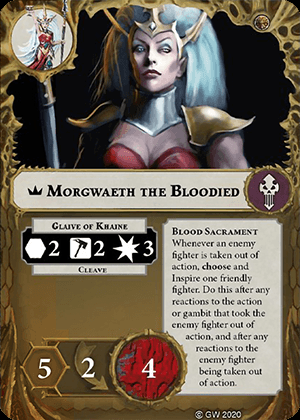 Morgwaeth the Bloodied
Glaive of Khaine
2 2 3
Cleave
Blood Sacrament
Whenever an enemy
fighter is taken out of
action, choose and
Inspire one friendly
fighter. Do this after any
reactions to the action
or gambit that took the
enemy fighter out of
action, and after any
reactions to the
enemy fighter
being taken out
of action.
5 2 4
© GW 2020